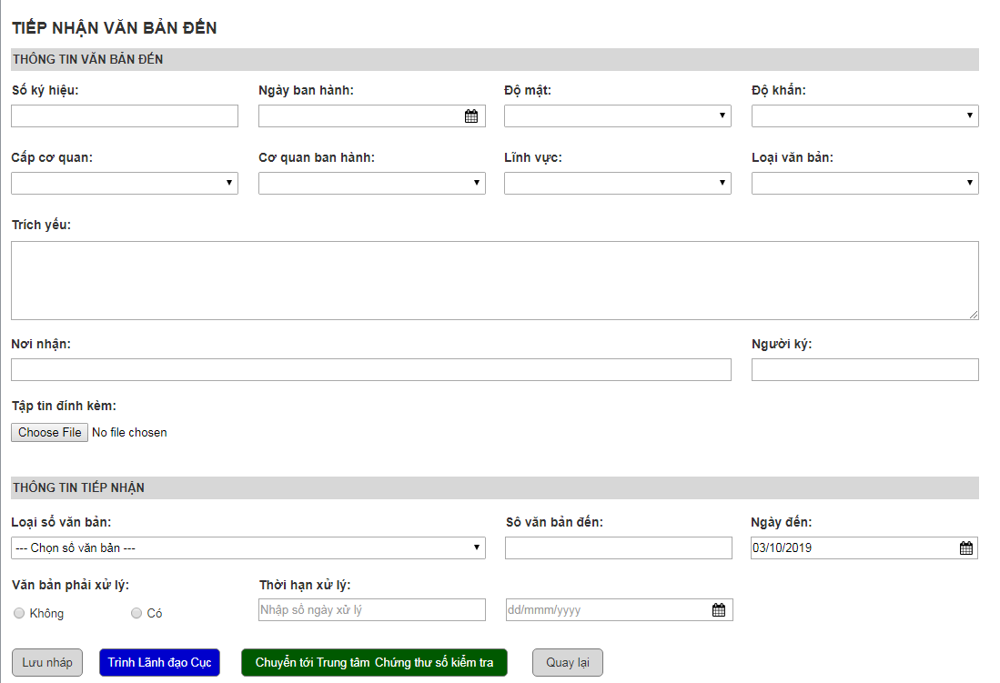 TIẾP NHẬN VĂN BẢN ĐẾN
THÔNG TIN VĂN BẢN ĐẾN
Số ký hiệu: Ngày ban hành: Độ mật: Độ khẩn:
Cấp cơ quan: Cơ quan ban hành: Lĩnh vực: Loại văn bản:
Trích yếu:
Nơi nhận: Người ký:
Tập tin đính kèm:
Choose File No file chosen
THÔNG TIN TIẾP NHẬN
Loại sổ văn bản: Số văn bản đến: Ngày đến:
--- Chọn sổ văn bản --- 03/10/2019
Văn bản phải xử lý: Thời hạn xử lý:
Không Có Nhập số ngày xử lý dd/mmm/yyyy
Lưu nháp Trình Lãnh đạo Cục Chuyển tới Trung tâm Chứng thư số kiểm tra Quay lại